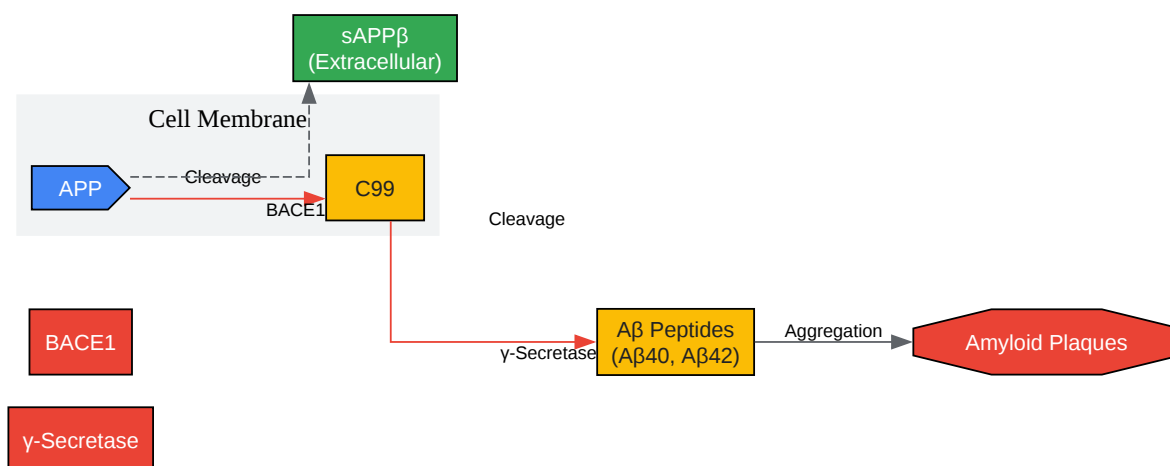 sAPPβ
(Extracellular)
Cell Membrane
Cleavage
APP
C99
BACE1
Cleavage
BACE1
Aβ Peptides
(Aβ40, Aβ42)
γ-Secretase
Aggregation
Amyloid Plaques
γ-Secretase